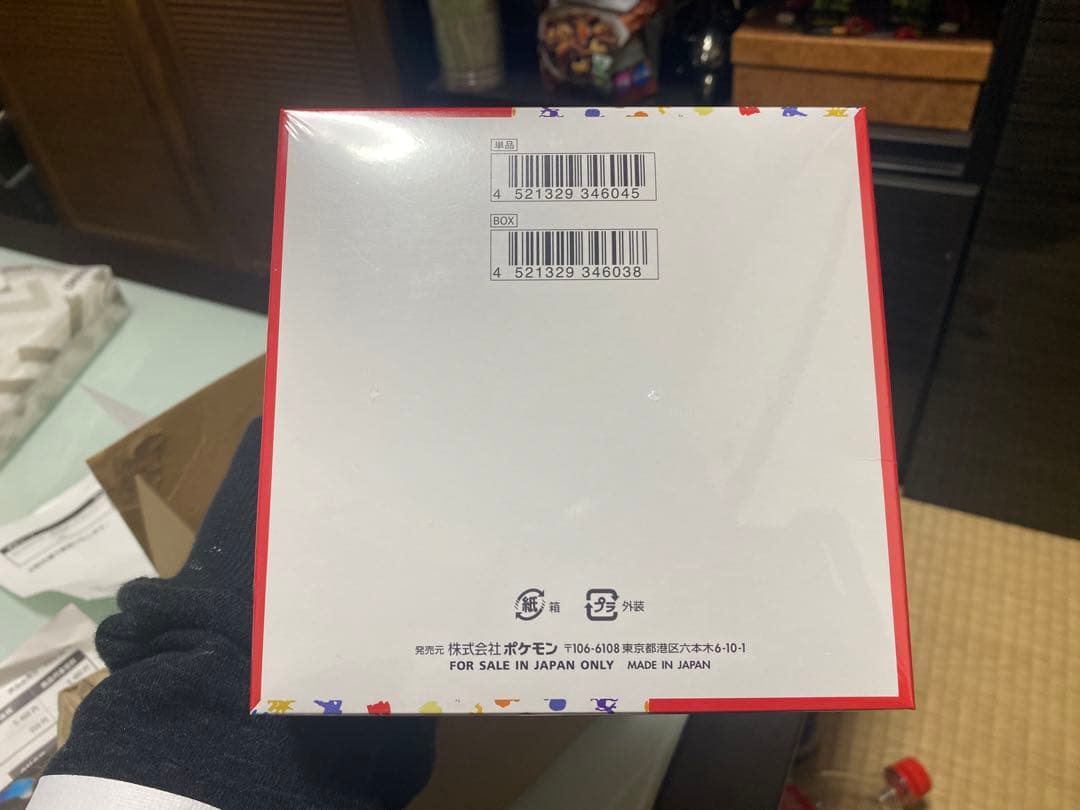 単品
4 521329 346045
BOX
4 521329 346038
紙 箱 プラ 外装
発売元 株式会社ポケモン 〒106-6108 東京都港区六本木6-10-1
FOR SALE IN JAPAN ONLY MADE IN JAPAN